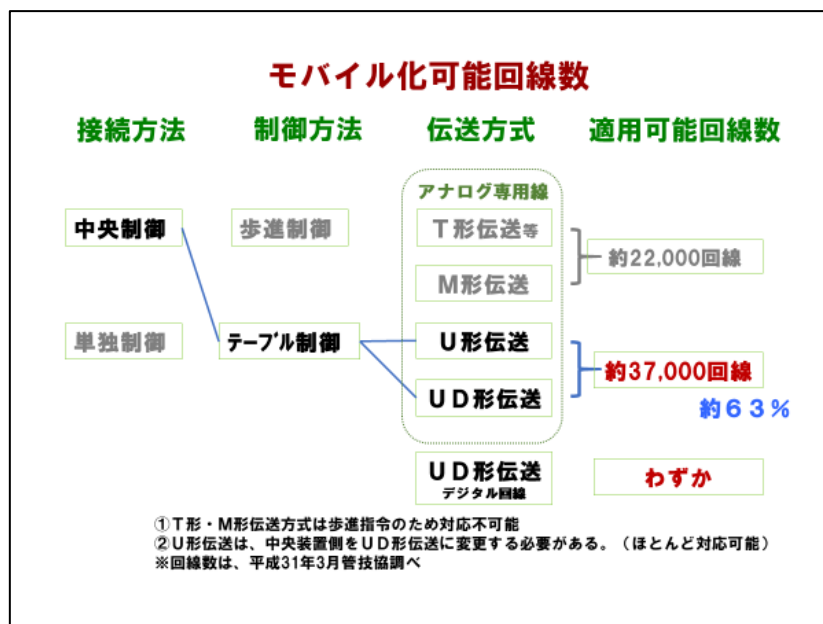 モバイル化可能回線数
接続方法 制御方法 伝送方式 適用可能回線数
アナログ専用線
中央制御 歩進制御 T形伝送等
約22,000回線
M形伝送
単独制御 テーブル制御 U形伝送
約37,000回線
UD形伝送
約63%
UD形伝送 わずか
デジタル回線
①T形・M形伝送方式は歩進指令のため対応不可能
②U形伝送は、中央装置側をUD形伝送に変更する必要がある。(ほとんど対応可能)
※回線数は、平成31年3月管技協調べ